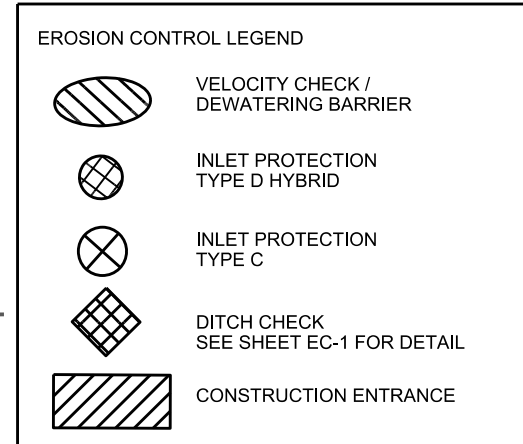 EROSION CONTROL LEGEND
VELOCITY CHECK /
DEWATERING BARRIER
INLET PROTECTION
TYPE D HYBRID
INLET PROTECTION
TYPE C
DITCH CHECK
SEE SHEET EC-1 FOR DETAIL
CONSTRUCTION ENTRANCE